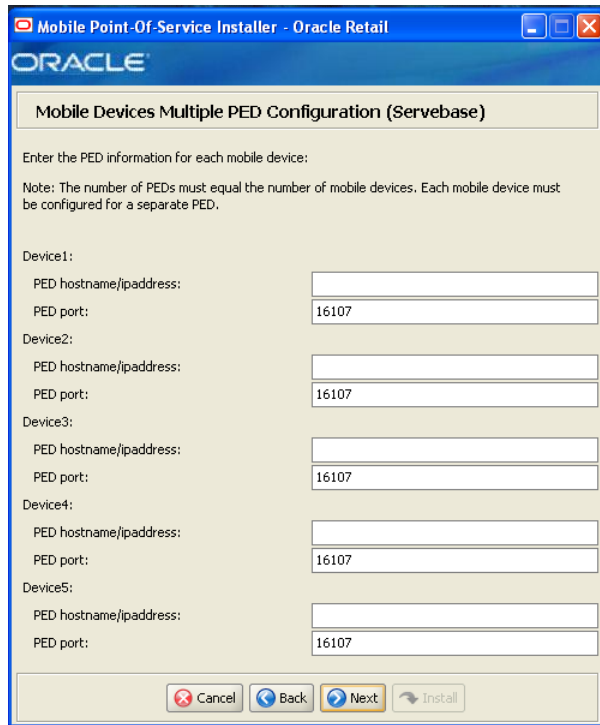 Mobile Point-Of-Service Installer - Oracle Retail
ORACLE
Mobile Devices Multiple PED Configuration (Servebase)
Enter the PED information for each mobile device:
Note: The number of PEDs must equal the number of mobile devices. Each mobile device must
be configured for a separate PED.
Device1:
PED hostname/ipaddress:
PED port: 16107
Device2:
PED hostname/ipaddress:
PED port: 16107
Device3:
PED hostname/ipaddress:
PED port: 16107
Device4:
PED hostname/ipaddress:
PED port: 16107
Device5:
PED hostname/ipaddress:
PED port: 16107
Cancel Back Next Install